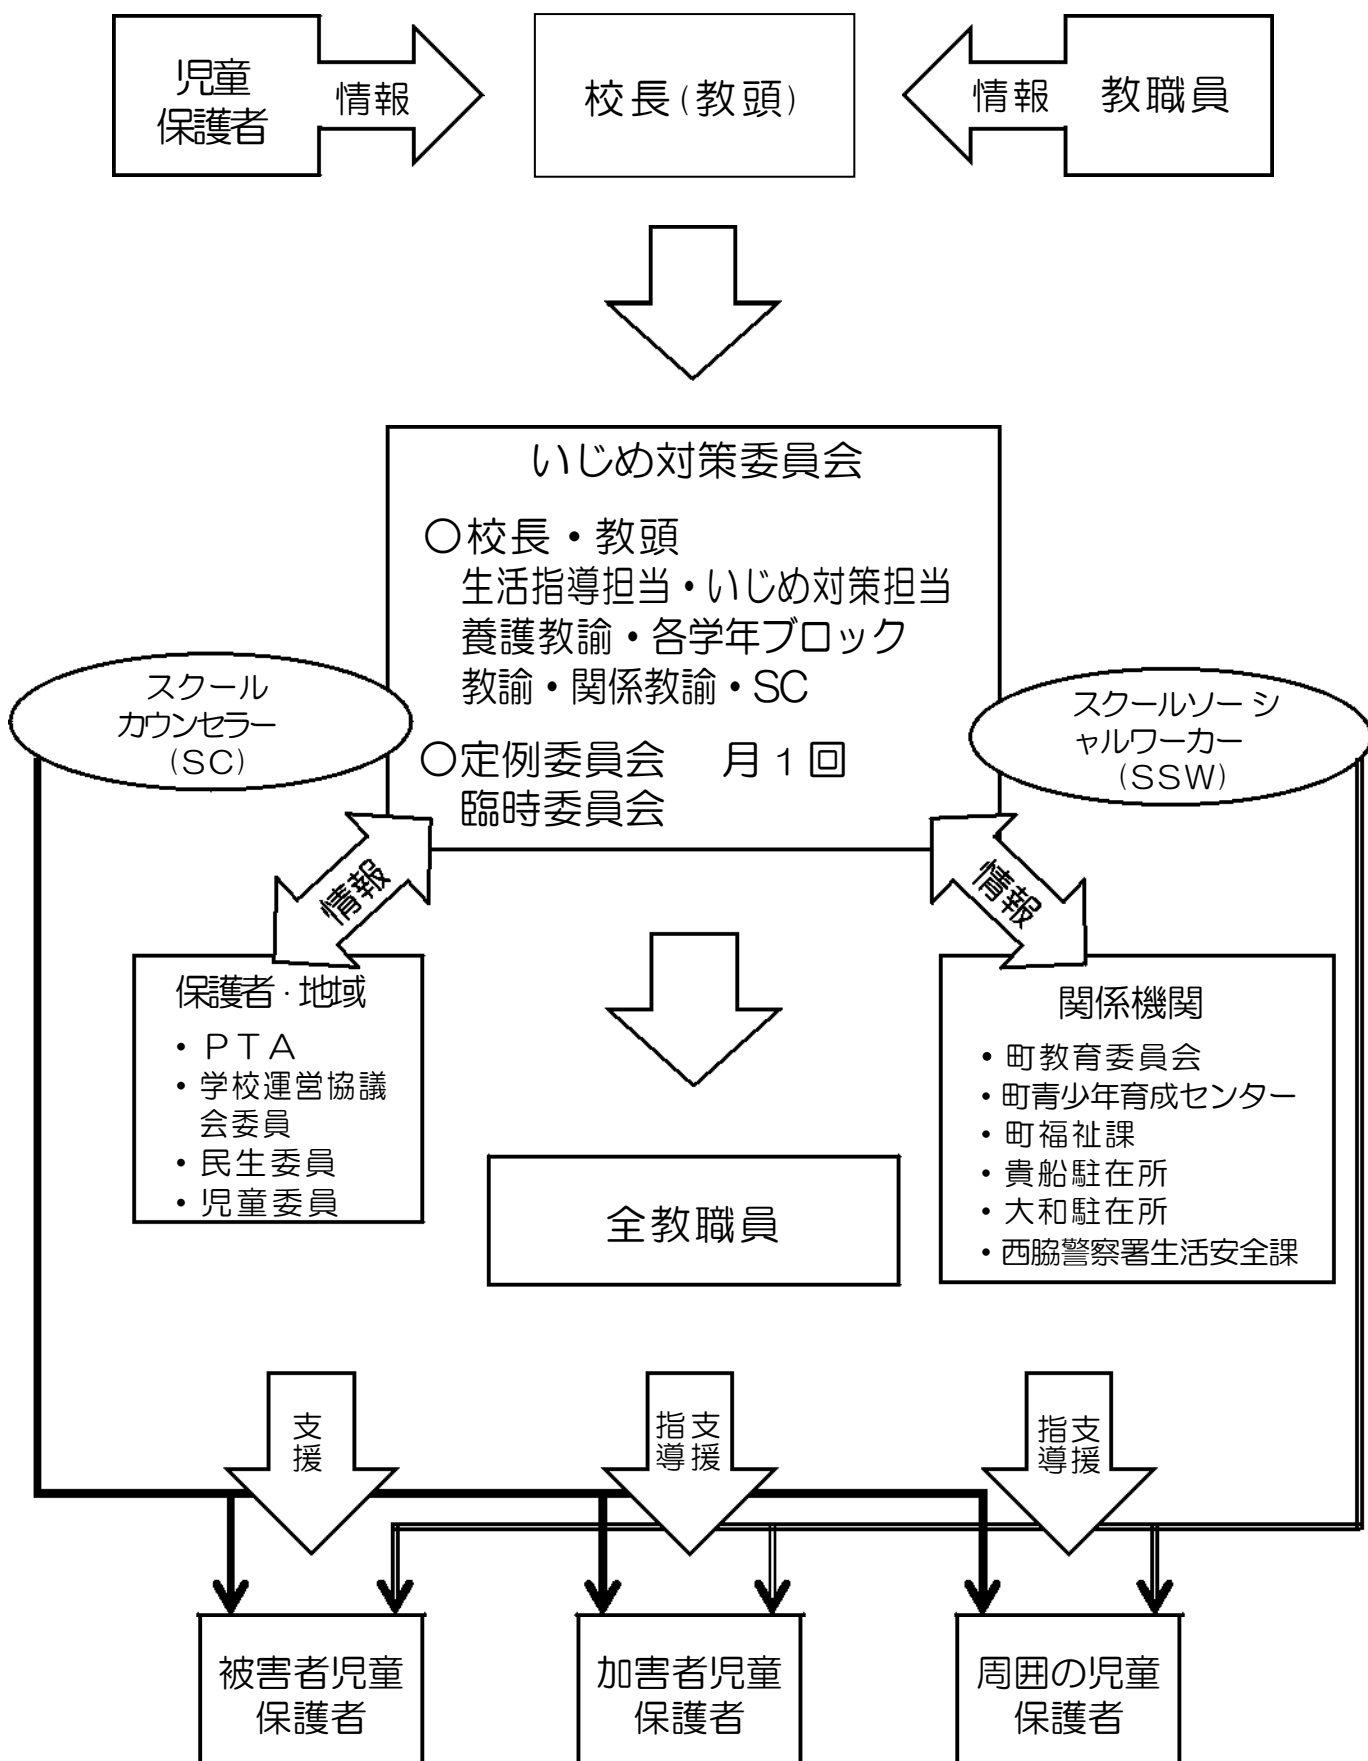 児童
保護者
情報
校長(教頭)
情報
教職員
いじめ対策委員会
○校長・教頭
生活指導担当・いじめ対策担当
養護教諭・各学年ブロック
教諭・関係教諭・SC
○定例委員会　月1回
臨時委員会
スクール
カウンセラー
(SC)
スクールソーシ
ャルワーカー
(SSW)
情報
情報
保護者・地域
・PTA
・学校運営協議
会委員
・民生委員
・児童委員
関係機関
・町教育委員会
・町青少年育成センター
・町福祉課
・貴船駐在所
・大和駐在所
・西脇警察署生活安全課
全教職員
支援
支援
指導
支援
指導
被害者児童
保護者
加害者児童
保護者
周囲の児童
保護者